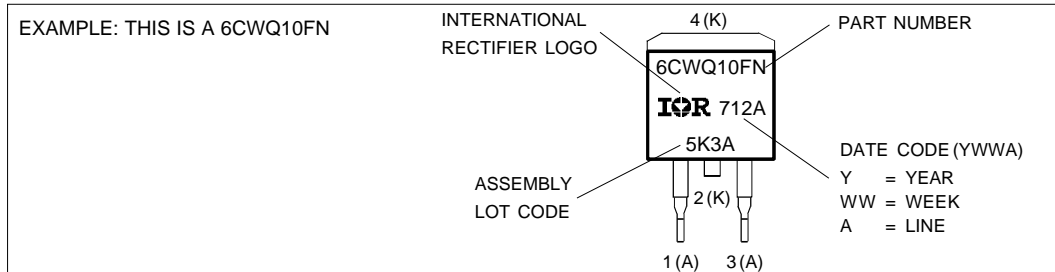 EXAMPLE: THIS IS A 6CWQ10FN
INTERNATIONAL
RECTIFIER LOGO
4 (K)
PART NUMBER
6CWQ10FN
IOR 712A
5K3A
ASSEMBLY
LOT CODE
2 (K)
1 (A) 3 (A)
DATE CODE (YWWA)
Y = YEAR
WW = WEEK
A = LINE